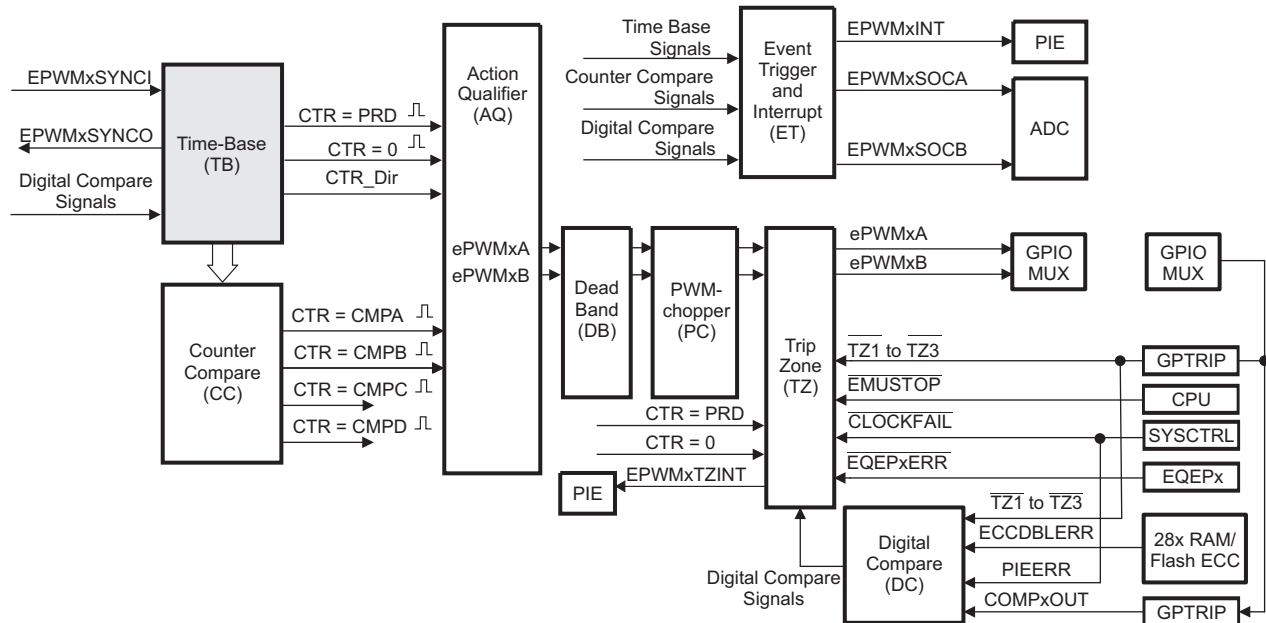 EPWMxSYNCI
EPWMxSYNCO
Digital Compare
Signals
Time-Base
(TB)
CTR = PRD
CTR = 0
CTR_Dir
Counter
Compare
(CC)
CTR = CMPA
CTR = CMPB
CTR = CMPC
CTR = CMPD
Action
Qualifier
(AQ)
ePWMxA
ePWMxB
Time Base
Signals
Counter Compare
Signals
Digital Compare
Signals
Event
Trigger
and
Interrupt
(ET)
EPWMxINT
EPWMxSOCA
EPWMxSOCB
PIE
ADC
Dead
Band
(DB)
PWM-
chopper
(PC)
Trip
Zone
(TZ)
CTR = PRD
CTR = 0
EPWMxTZINT
PIE
ePWMxA
ePWMxB
GPIO
MUX
GPIO
MUX
TZ1 to TZ3
GPTRIP
EMUSTOP
CPU
CLOCKFAIL
SYSCTRL
EQEPxERR
EQEPx
TZ1 to TZ3
ECCDBLERR
28x RAM/
Flash ECC
PIEERR
COMPxOUT
GPTRIP
Digital
Compare
(DC)
Digital Compare
Signals